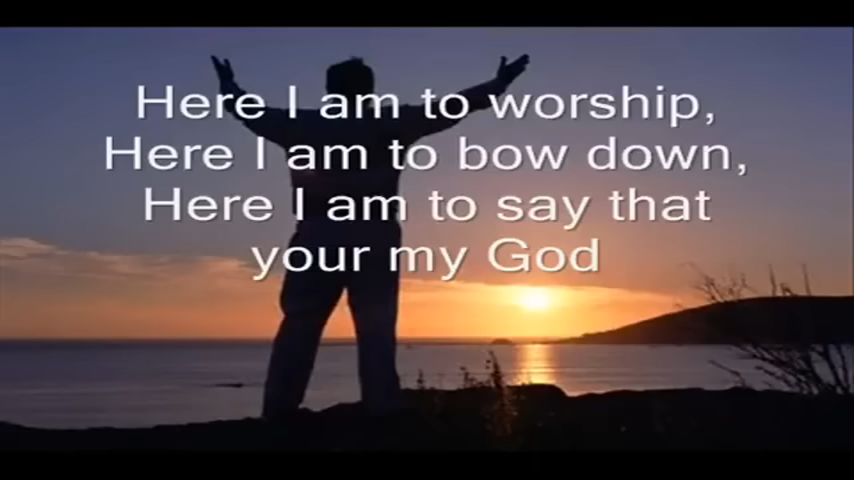 Here I am to worship,
Here I am to bow down,
Here I am to say that
your my God